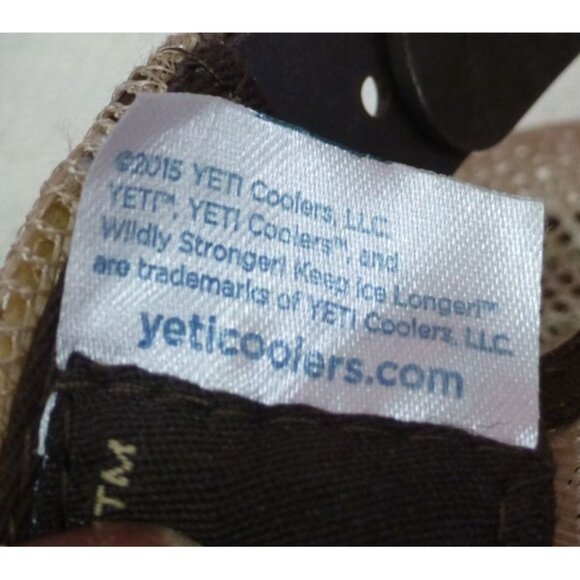 ©2015 YETI Coolers, LLC.
YETI™, YETI Coolers™, and
Wildly Stronger! Keep Ice Longer!™
are trademarks of YETI Coolers, LLC.
yeticoolers.com
TM